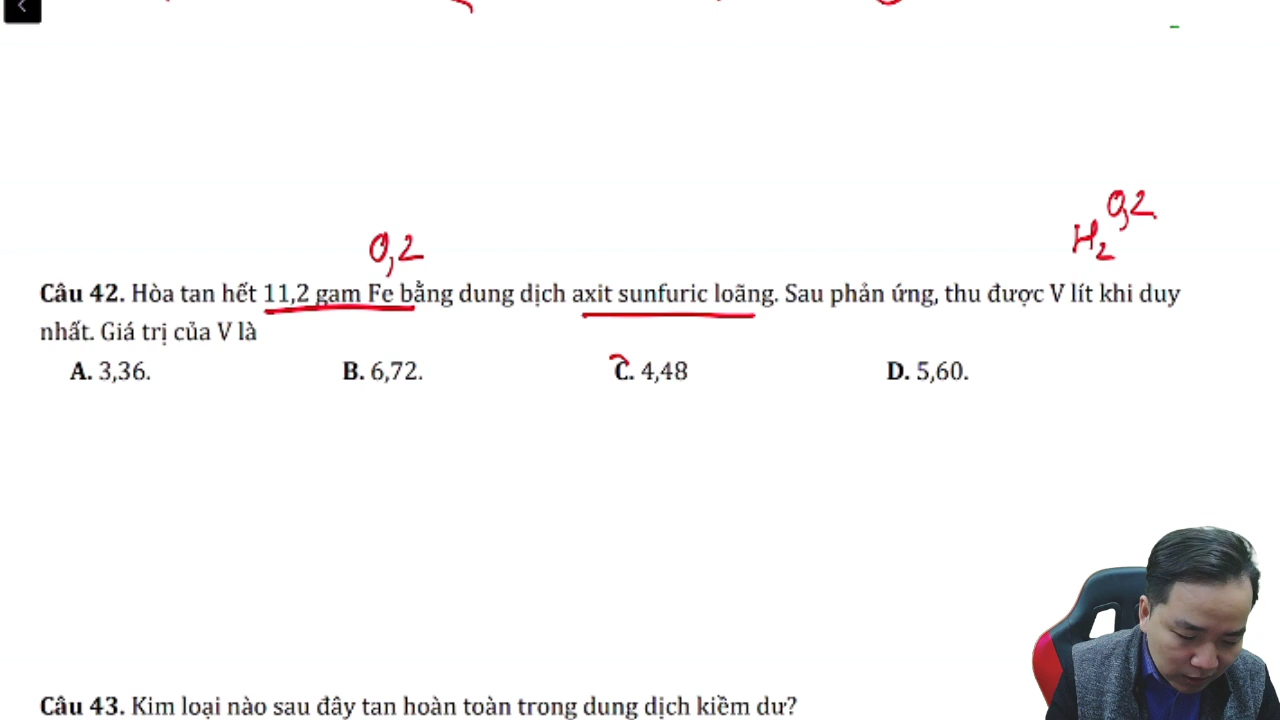 H2 0,2
0,2
Câu 42. Hòa tan hết 11,2 gam Fe bằng dung dịch axit sunfuric loãng. Sau phản ứng, thu được V lít khí duy
nhất. Giá trị của V là
A. 3,36. B. 6,72. C. 4,48 D. 5,60.
Câu 43. Kim loại nào sau đây tan hoàn toàn trong dung dịch kiềm dư?